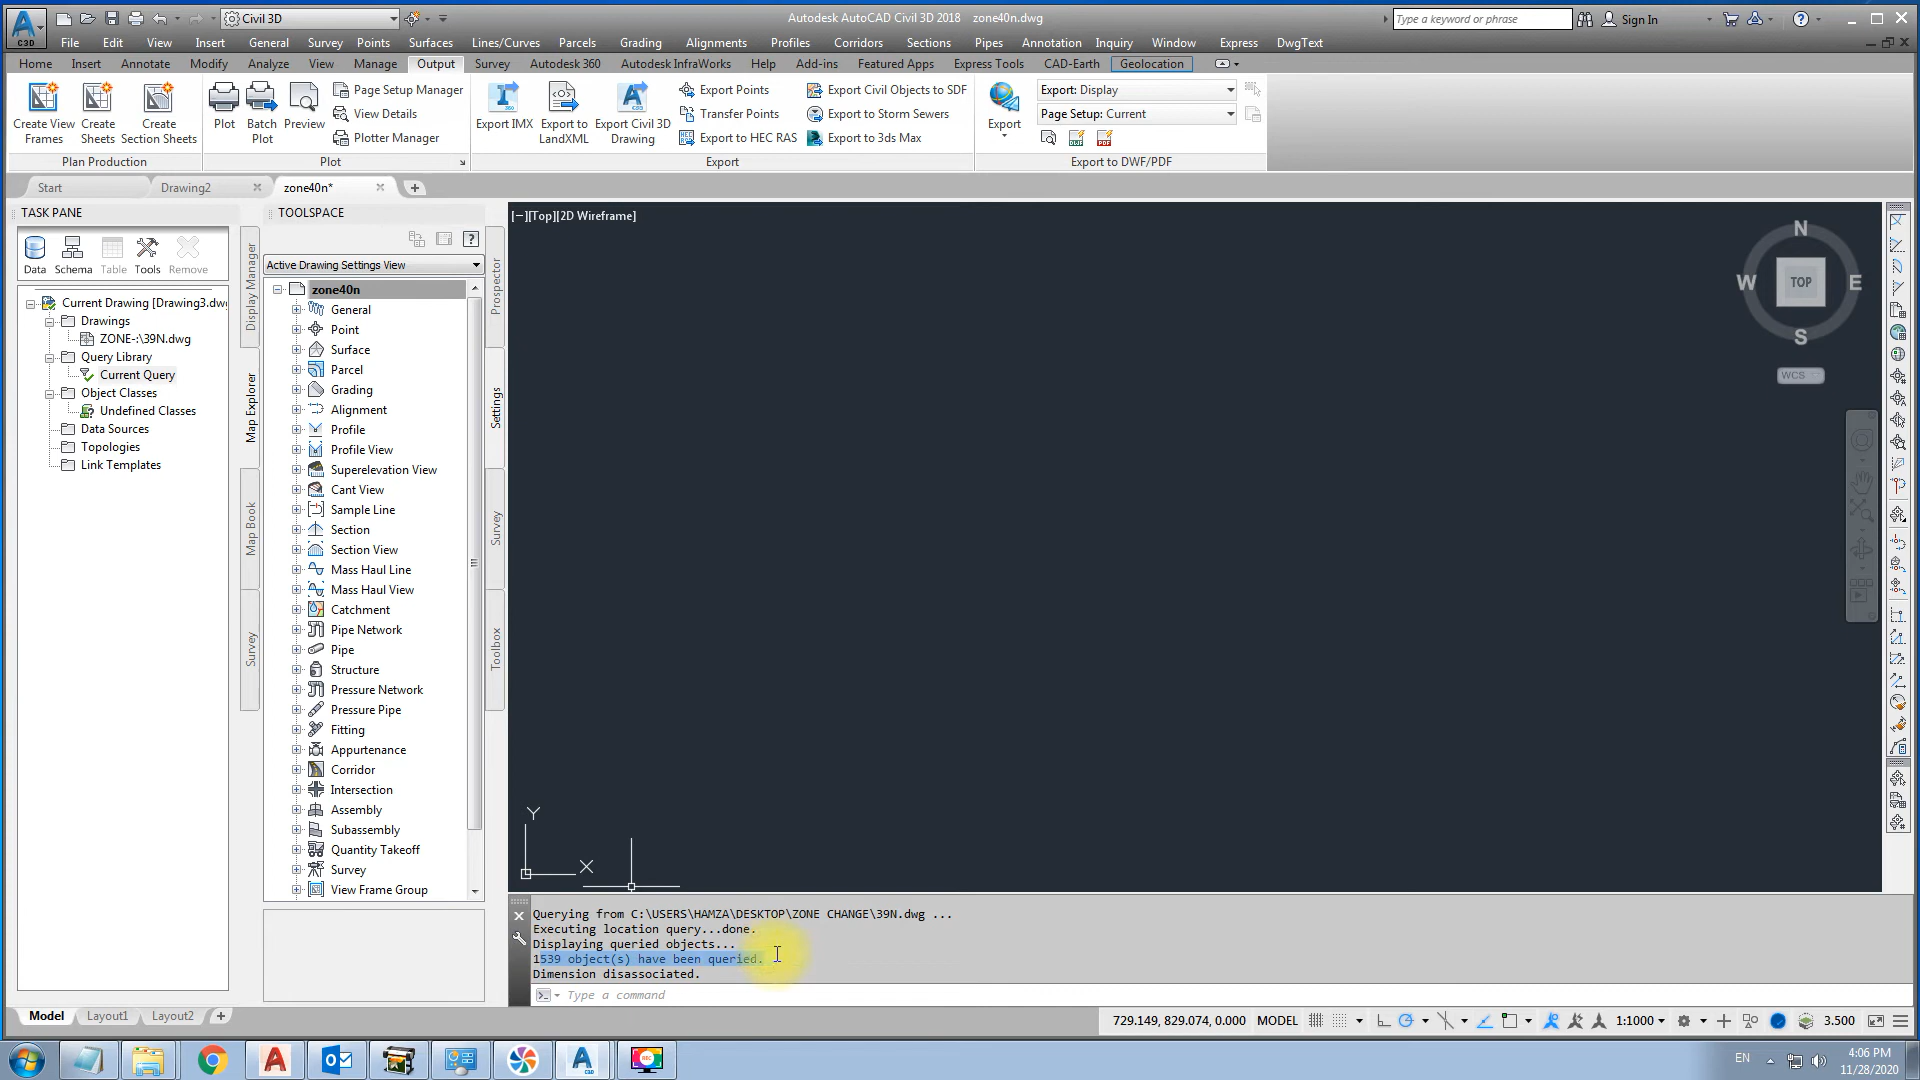 C3D
Civil 3D
Autodesk AutoCAD Civil 3D 2018 zone40n.dwg
Type a keyword or phrase
Sign In
File Edit View Insert General Survey Points Surfaces Lines/Curves Parcels Grading Alignments Profiles Corridors Sections Pipes Annotation Inquiry Window Express DwgText
Home Insert Annotate Modify Analyze View Manage Output Survey Autodesk 360 Autodesk InfraWorks Help Add-ins Featured Apps Express Tools CAD-Earth Geolocation
Create View Frames
Create Sheets
Create Section Sheets
Plan Production
Plot
Batch Plot
Preview
Page Setup Manager
View Details
Plotter Manager
Plot
Export IMX
Export to LandXML
Export Civil 3D Drawing
Export Points
Transfer Points
Export to HEC RAS
Export Civil Objects to SDF
Export to Storm Sewers
Export to 3ds Max
Export
Export
Export: Display
Page Setup: Current
Export to DWF/PDF
Start
Drawing2
zone40n*
TASK PANE
Data Schema Table Tools Remove
Current Drawing [Drawing3.dw
Drawings
ZONE-:\39N.dwg
Query Library
Current Query
Object Classes
Undefined Classes
Data Sources
Topologies
Link Templates
Display Manager
Map Explorer
Map Book
Survey
TOOLSPACE
Active Drawing Settings View
zone40n
General
Point
Surface
Parcel
Grading
Alignment
Profile
Profile View
Superelevation View
Cant View
Sample Line
Section
Section View
Mass Haul Line
Mass Haul View
Catchment
Pipe Network
Pipe
Structure
Pressure Network
Pressure Pipe
Fitting
Appurtenance
Corridor
Intersection
Assembly
Subassembly
Quantity Takeoff
Survey
View Frame Group
Prospector
Settings
Survey
Toolbox
[−][Top][2D Wireframe]
N
W TOP E
S
WCS
Y
X
Querying from C:\USERS\HAMZA\DESKTOP\ZONE CHANGE\39N.dwg ...
Executing location query...done.
Displaying queried objects...
1539 object(s) have been queried.
Dimension disassociated.
Type a command
Model Layout1 Layout2
729.149, 829.074, 0.000 MODEL 1:1000 3.500
EN
4:06 PM
11/28/2020